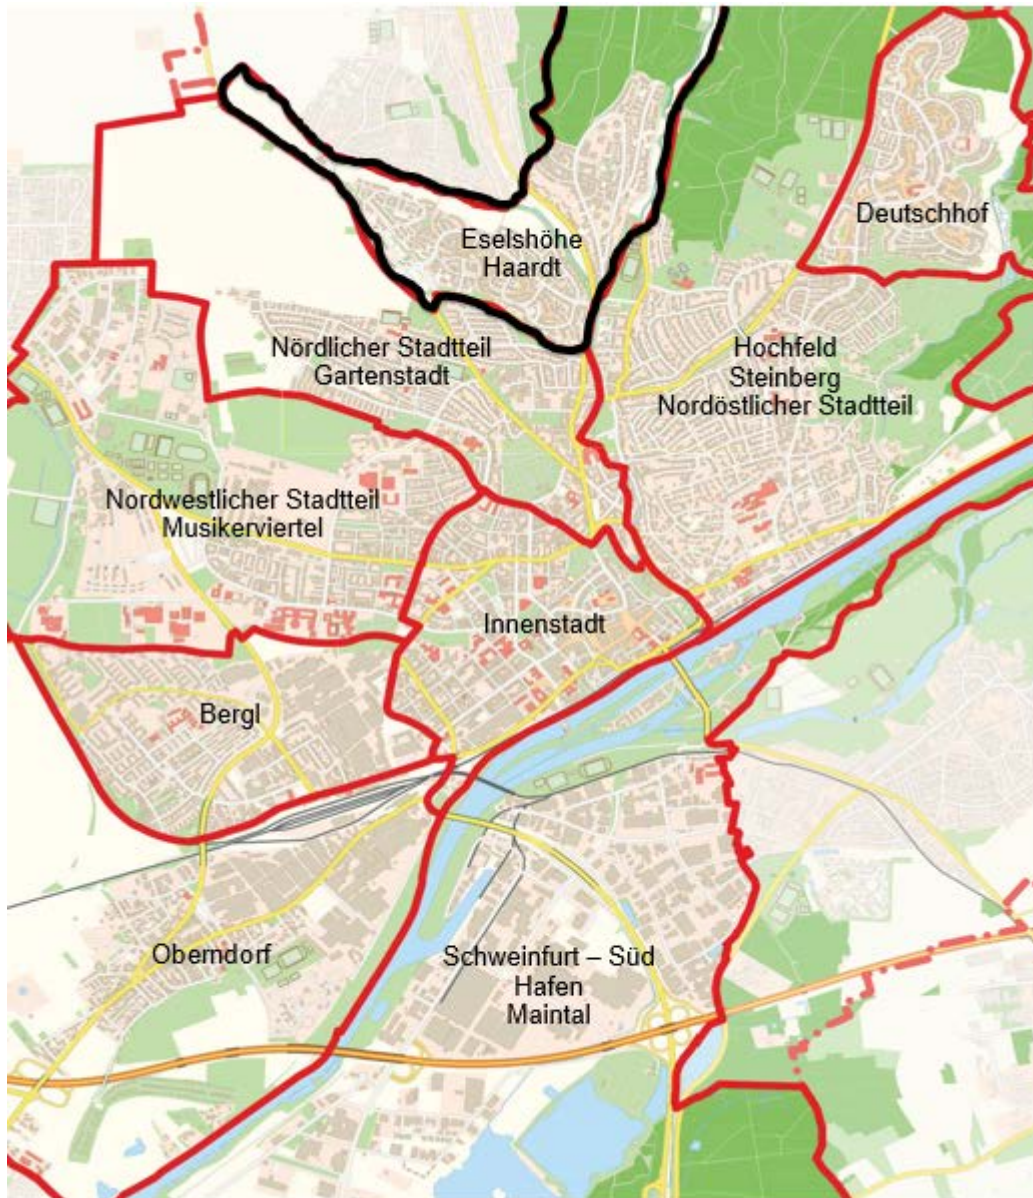 Deutschhof
Eselshöhe
Haardt
Nördlicher Stadtteil
Gartenstadt
Hochfeld
Steinberg
Nordöstlicher Stadtteil
Nordwestlicher Stadtteil
Musikerviertel
Innenstadt
Bergl
Oberndorf
Schweinfurt – Süd
Hafen
Maintal